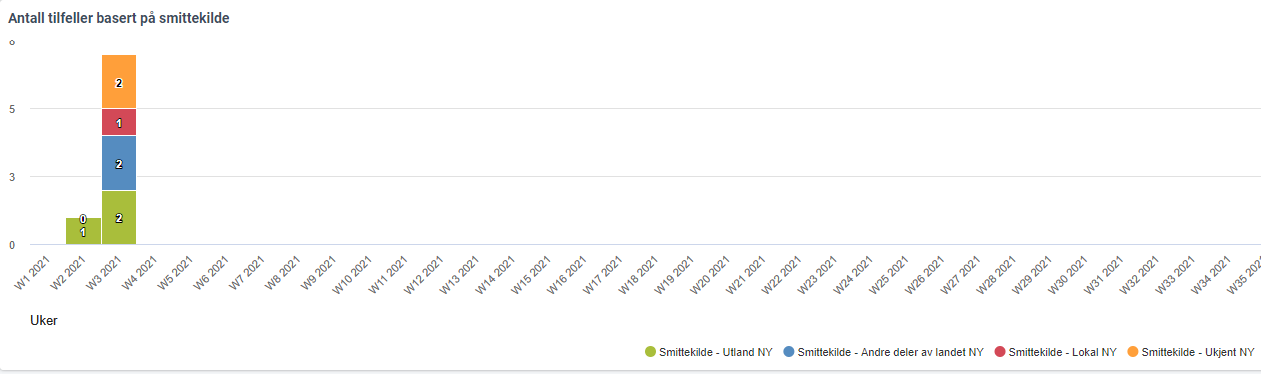 Antall tilfeller basert på smittekilde
2
5
1
2
3
0
1
2
0
W1 2021
W2 2021
W3 2021
W4 2021
W5 2021
W6 2021
W7 2021
W8 2021
W9 2021
W10 2021
W11 2021
W12 2021
W13 2021
W14 2021
W15 2021
W16 2021
W17 2021
W18 2021
W19 2021
W20 2021
W21 2021
W22 2021
W23 2021
W24 2021
W25 2021
W26 2021
W27 2021
W28 2021
W29 2021
W30 2021
W31 2021
W32 2021
W33 2021
W34 2021
W35
Uker
Smittekilde - Utland NY
Smittekilde - Andre deler av landet NY
Smittekilde - Lokal NY
Smittekilde - Ukjent NY